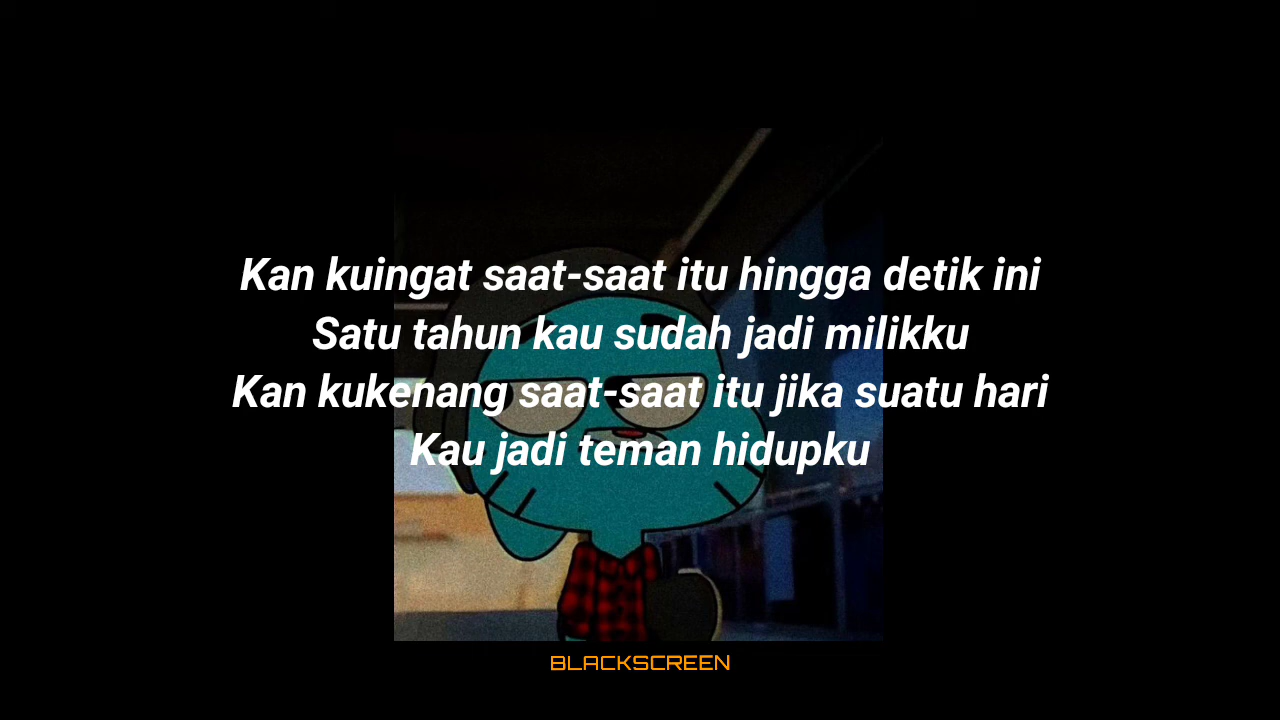 Kan kuingat saat-saat itu hingga detik ini
Satu tahun kau sudah jadi milikku
Kan kukenang saat-saat itu jika suatu hari
Kau jadi teman hidupku
BLACKSCREEN